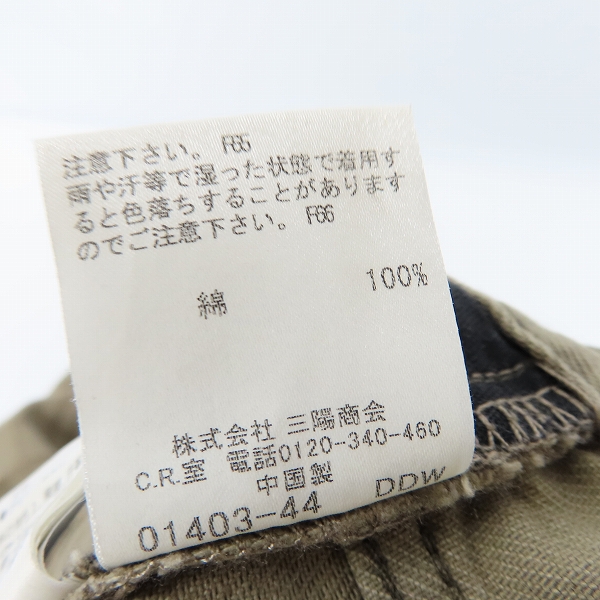 注意下さい。 F65
雨や汗等で湿った状態で着用す
ると色落ちすることがあります
のでご注意下さい。 F66
綿 100%
株式会社 三陽商会
C.R.室 電話0120-340-460
中国製
01403-44 DDW